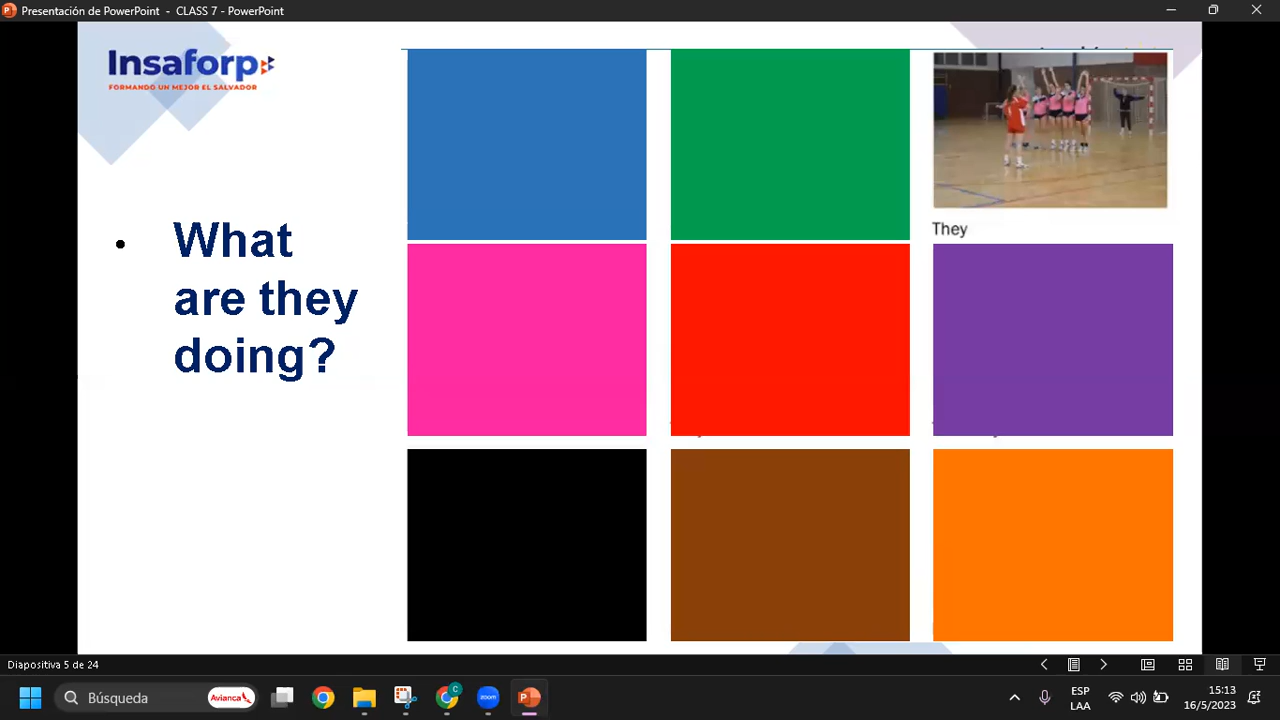 Presentación de PowerPoint - CLASS 7 - PowerPoint
Insaforp
FORMANDO UN MEJOR EL SALVADOR
• What
are they
doing?
They
Diapositiva 5 de 24
Búsqueda
Avianca
C
zoom
ESP
LAA
15:13
16/5/2023